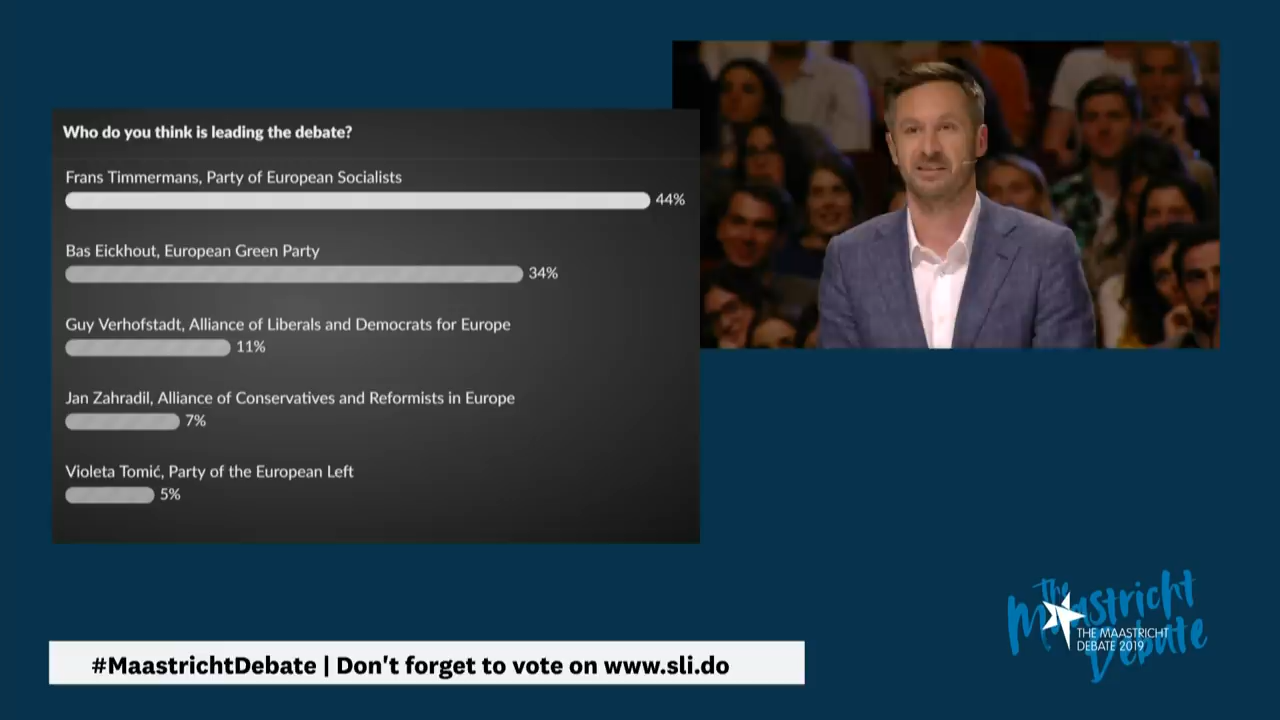 Who do you think is leading the debate?
Frans Timmermans, Party of European Socialists
44%
Bas Eickhout, European Green Party
34%
Guy Verhofstadt, Alliance of Liberals and Democrats for Europe
11%
Jan Zahradil, Alliance of Conservatives and Reformists in Europe
7%
Violeta Tomić, Party of the European Left
5%
#MaastrichtDebate | Don't forget to vote on www.sli.do
The
Maastricht
Debate
THE MAASTRICHT
DEBATE 2019